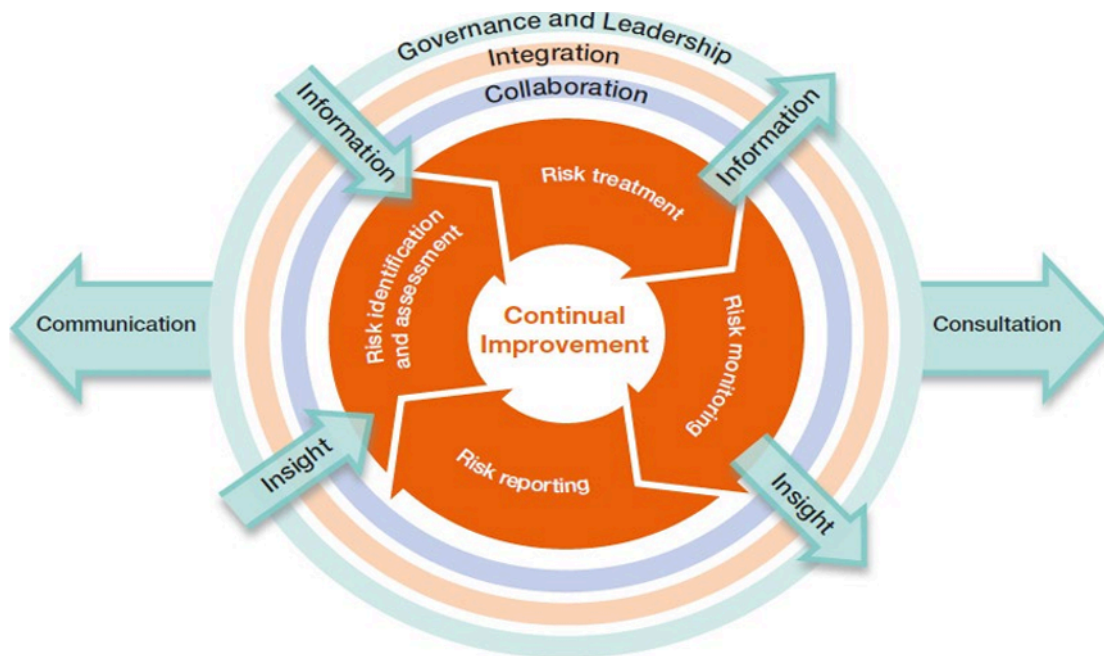 Governance and Leadership
Integration
Collaboration
Information
Information
Risk treatment
Risk identification
and assessment
Continual
Improvement
Communication
Consultation
Risk monitoring
Risk reporting
Insight
Insight